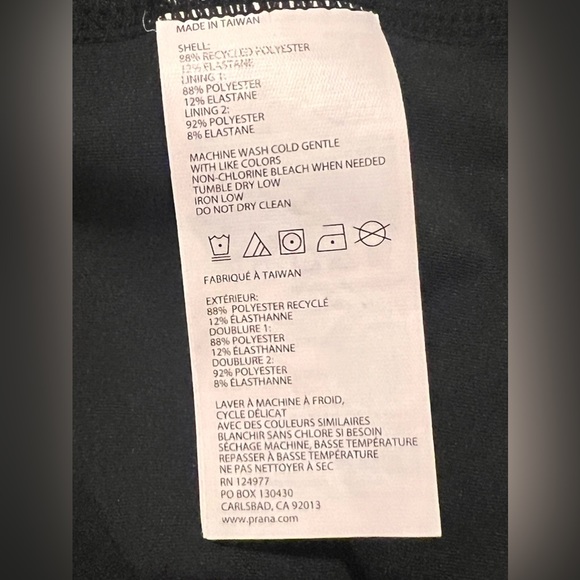 MADE IN TAIWAN
SHELL:
88% RECYCLED POLYESTER
12% ELASTANE
LINING 1:
88% POLYESTER
12% ELASTANE
LINING 2:
92% POLYESTER
8% ELASTANE
MACHINE WASH COLD GENTLE
WITH LIKE COLORS
NON-CHLORINE BLEACH WHEN NEEDED
TUMBLE DRY LOW
IRON LOW
DO NOT DRY CLEAN
FABRIQUÉ À TAIWAN
EXTÉRIEUR:
88% POLYESTER RECYCLÉ
12% ÉLASTHANNE
DOUBLURE 1:
88% POLYESTER
12% ÉLASTHANNE
DOUBLURE 2:
92% POLYESTER
8% ÉLASTHANNE
LAVER À MACHINE À FROID,
CYCLE DÉLICAT
AVEC DES COULEURS SIMILAIRES
BLANCHIR SANS CHLORE SI BESOIN
SÉCHAGE MACHINE, BASSE TEMPÉRATURE
REPASSER À BASSE TEMPÉRATURE
NE PAS NETTOYER À SEC
RN 124977
PO BOX 130430
CARLSBAD, CA 92013
www.prana.com